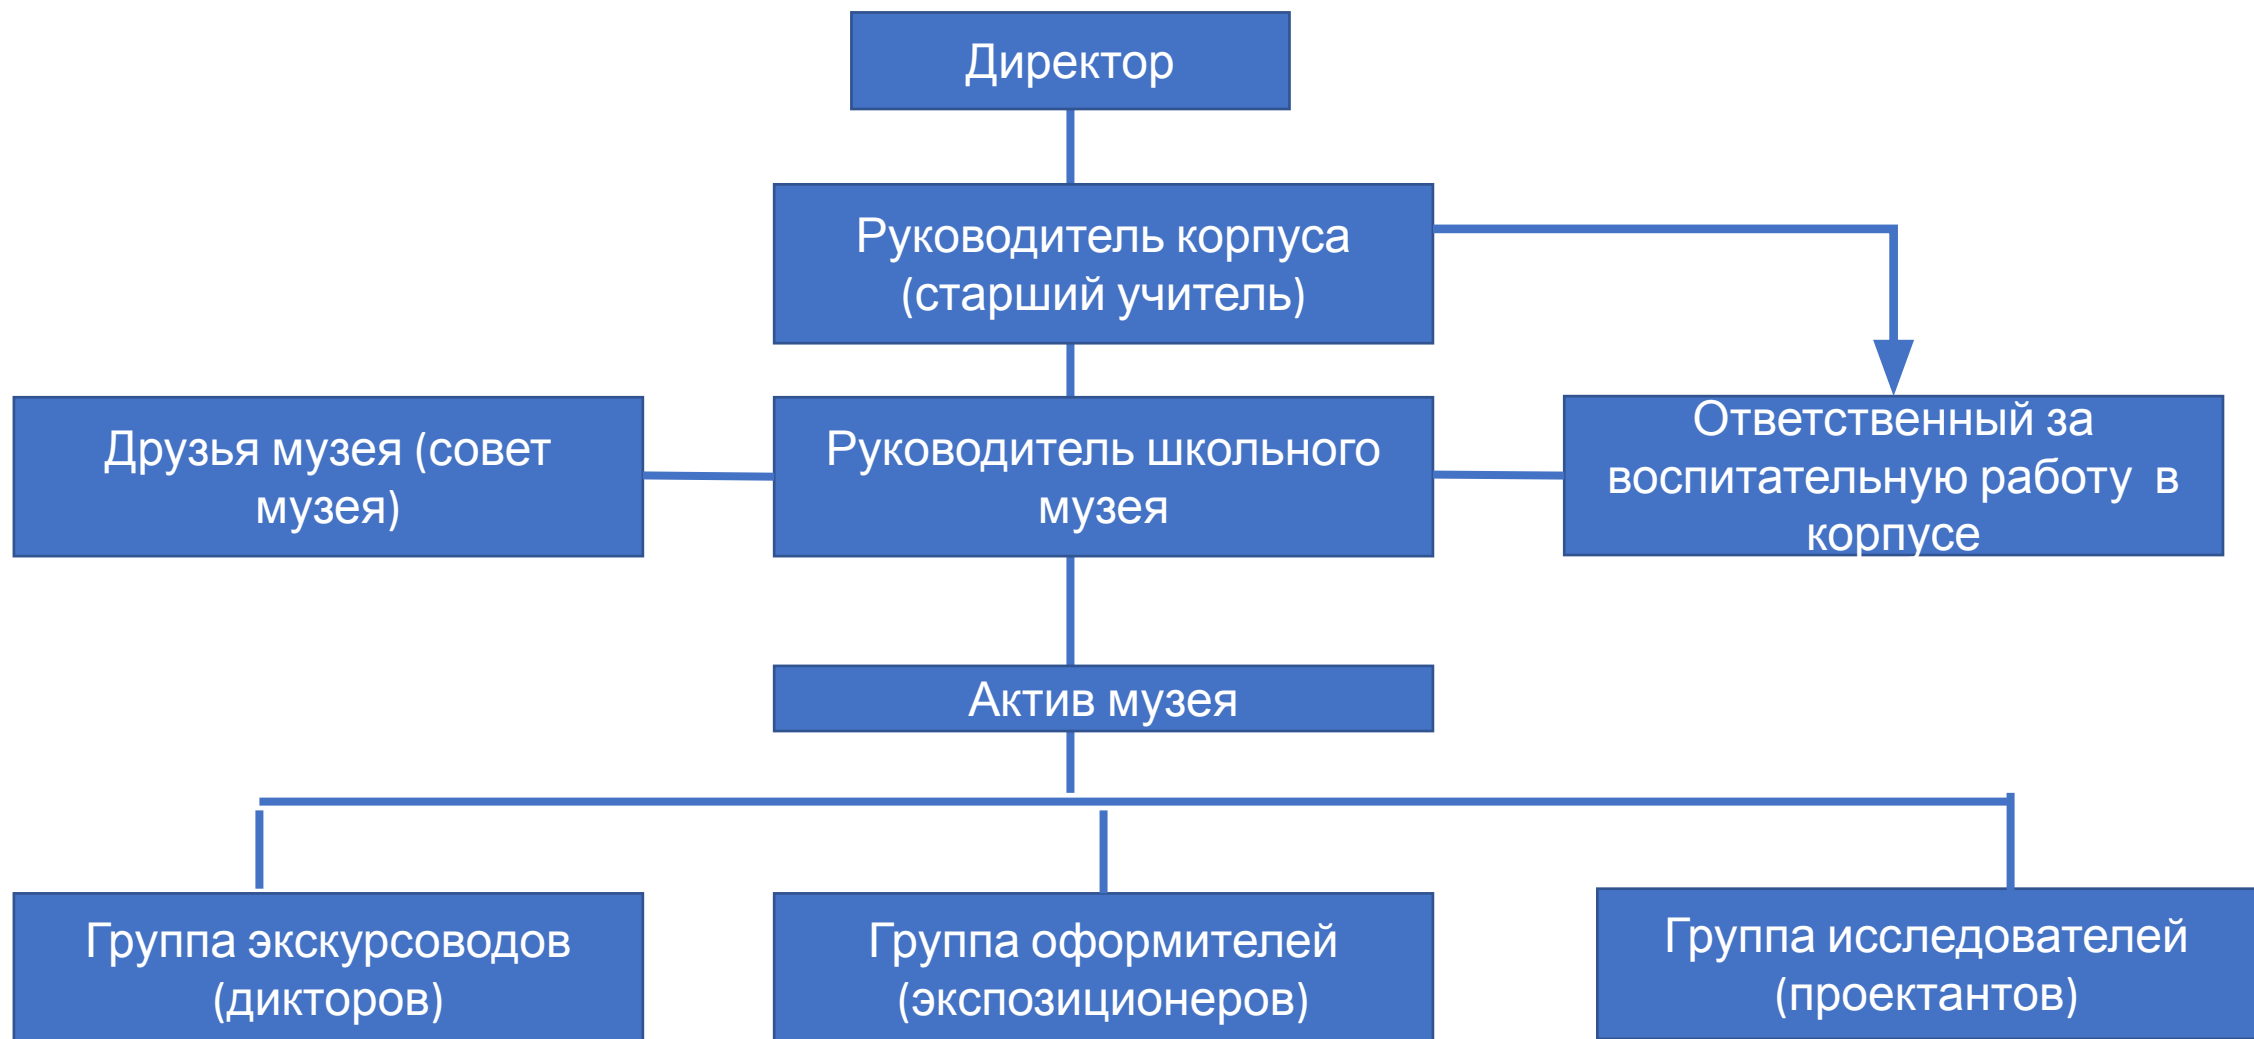 Директор
Руководитель корпуса
(старший учитель)
Друзья музея (совет
музея)
Руководитель школьного
музея
Ответственный за
воспитательную работу  в
корпусе
Актив музея
Группа экскурсоводов
(дикторов)
Группа оформителей
(экспозиционеров)
Группа исследователей
(проектантов)